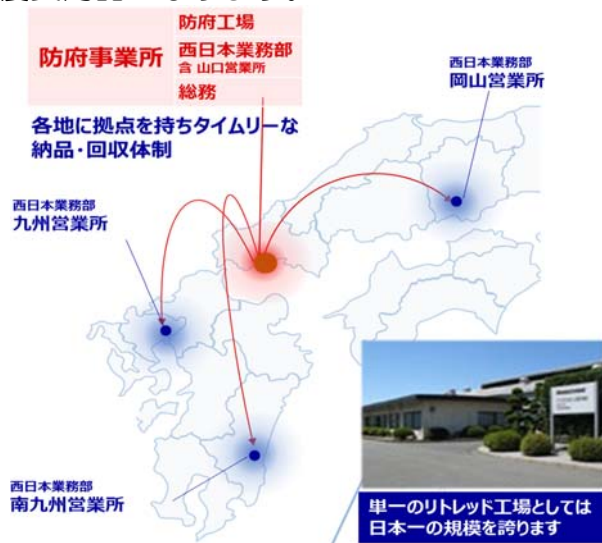 防府事業所
防府工場
西日本業務部
含 山口営業所
総務
各地に拠点を持ちタイムリーな
納品・回収体制
西日本業務部
岡山営業所
西日本業務部
九州営業所
西日本業務部
南九州営業所
単一のリトレッド工場としては
日本一の規模を誇ります